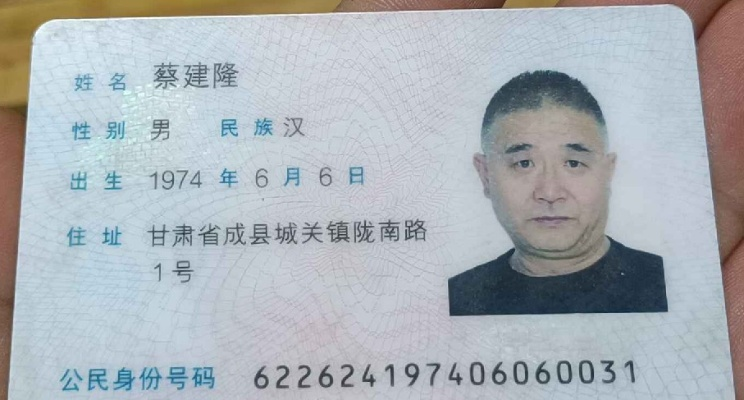 姓名 蔡建隆
性别 男 民族 汉
出生 1974 年 6 月 6 日
住址 甘肃省成县城关镇陇南路
1号
公民身份号码 622624197406060031